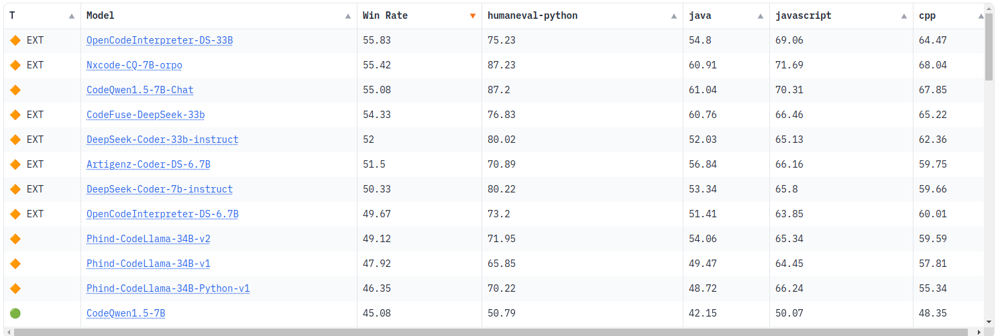 T Model Win Rate humaneval-python java javascript cpp
EXT OpenCodeInterpreter-DS-33B 55.83 75.23 54.8 69.06 64.47
EXT Nxcode-CQ-7B-orpo 55.42 87.23 60.91 71.69 68.04
CodeQwen1.5-7B-Chat 55.08 87.2 61.04 70.31 67.85
EXT CodeFuse-DeepSeek-33b 54.33 76.83 60.76 66.46 65.22
EXT DeepSeek-Coder-33b-instruct 52 80.02 52.03 65.13 62.36
EXT Artigenz-Coder-DS-6.7B 51.5 70.89 56.84 66.16 59.75
EXT DeepSeek-Coder-7b-instruct 50.33 80.22 53.34 65.8 59.66
EXT OpenCodeInterpreter-DS-6.7B 49.67 73.2 51.41 63.85 60.01
Phind-CodeLlama-34B-v2 49.12 71.95 54.06 65.34 59.59
Phind-CodeLlama-34B-v1 47.92 65.85 49.47 64.45 57.81
Phind-CodeLlama-34B-Python-v1 46.35 70.22 48.72 66.24 55.34
CodeQwen1.5-7B 45.08 50.79 42.15 50.07 48.35